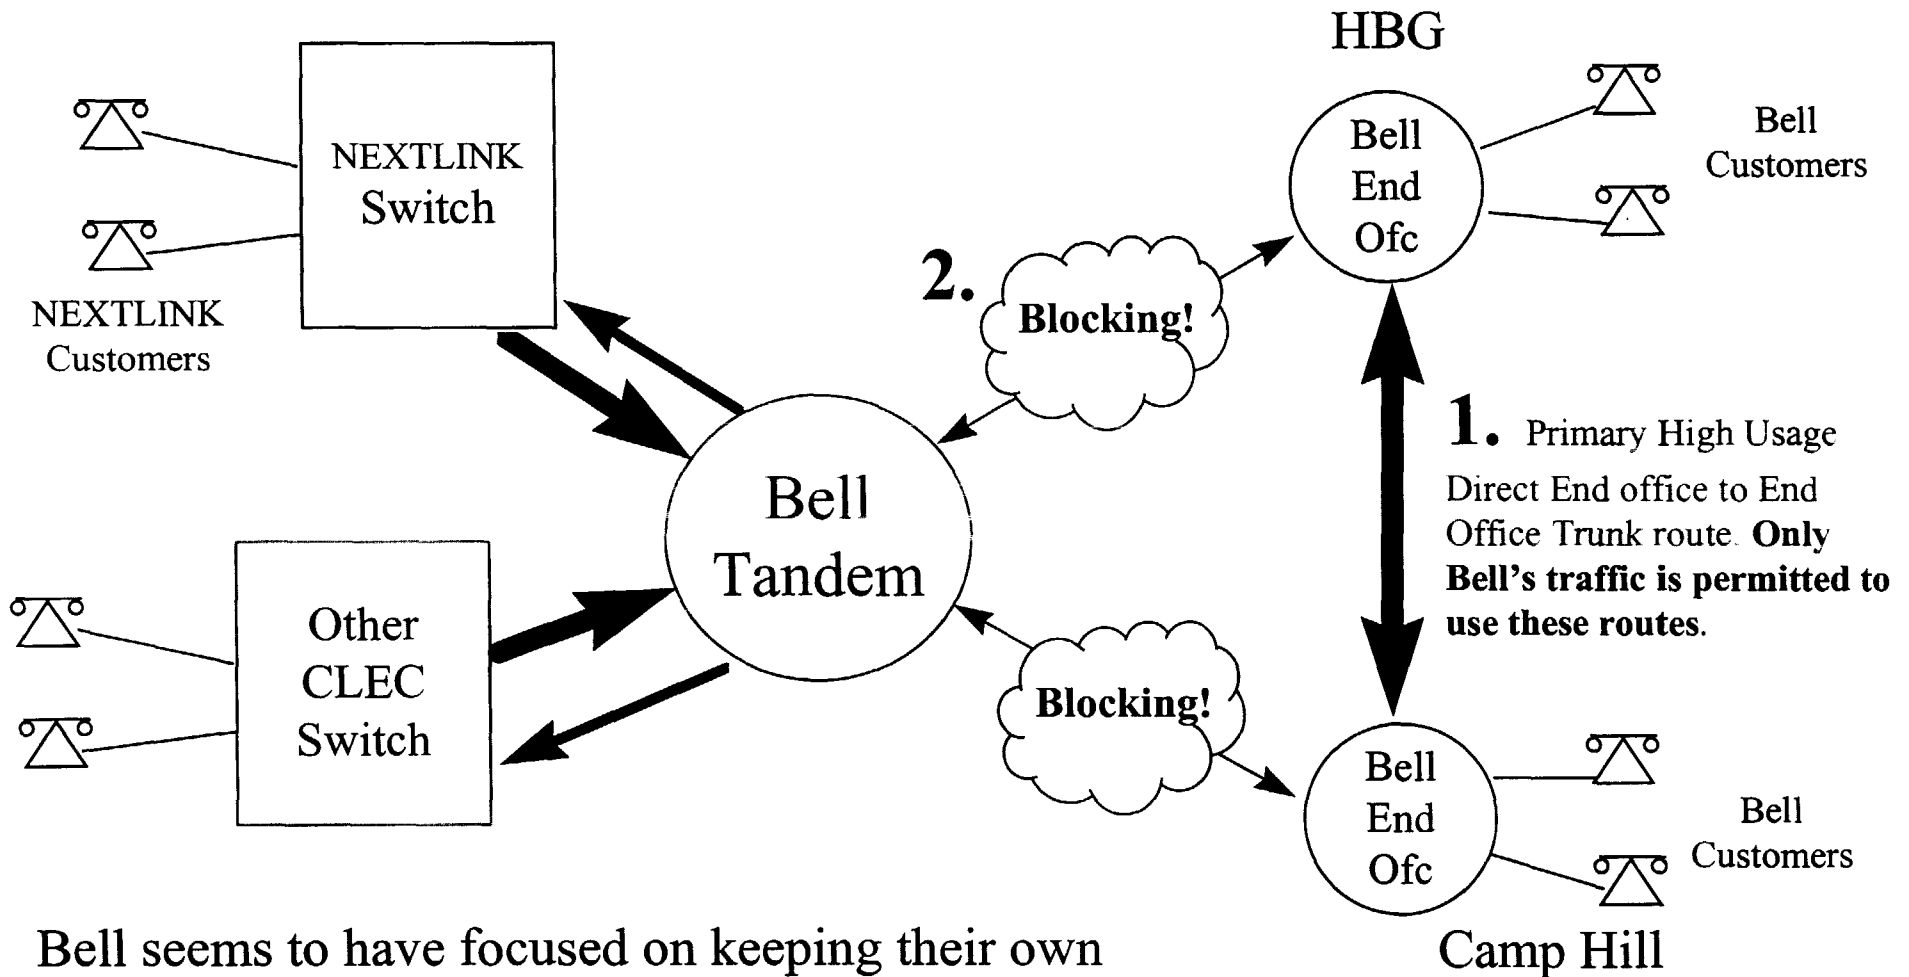 HBG
NEXTLINK
Switch
NEXTLINK
Customers
Bell
End
Ofc
Bell
Customers
2.
Blocking!
1. Primary High Usage
Direct End office to End
Office Trunk route. Only
Bell's traffic is permitted to
use these routes.
Bell
Tandem
Other
CLEC
Switch
Blocking!
Bell
End
Ofc
Bell
Customers
Camp Hill
Bell seems to have focused on keeping their own